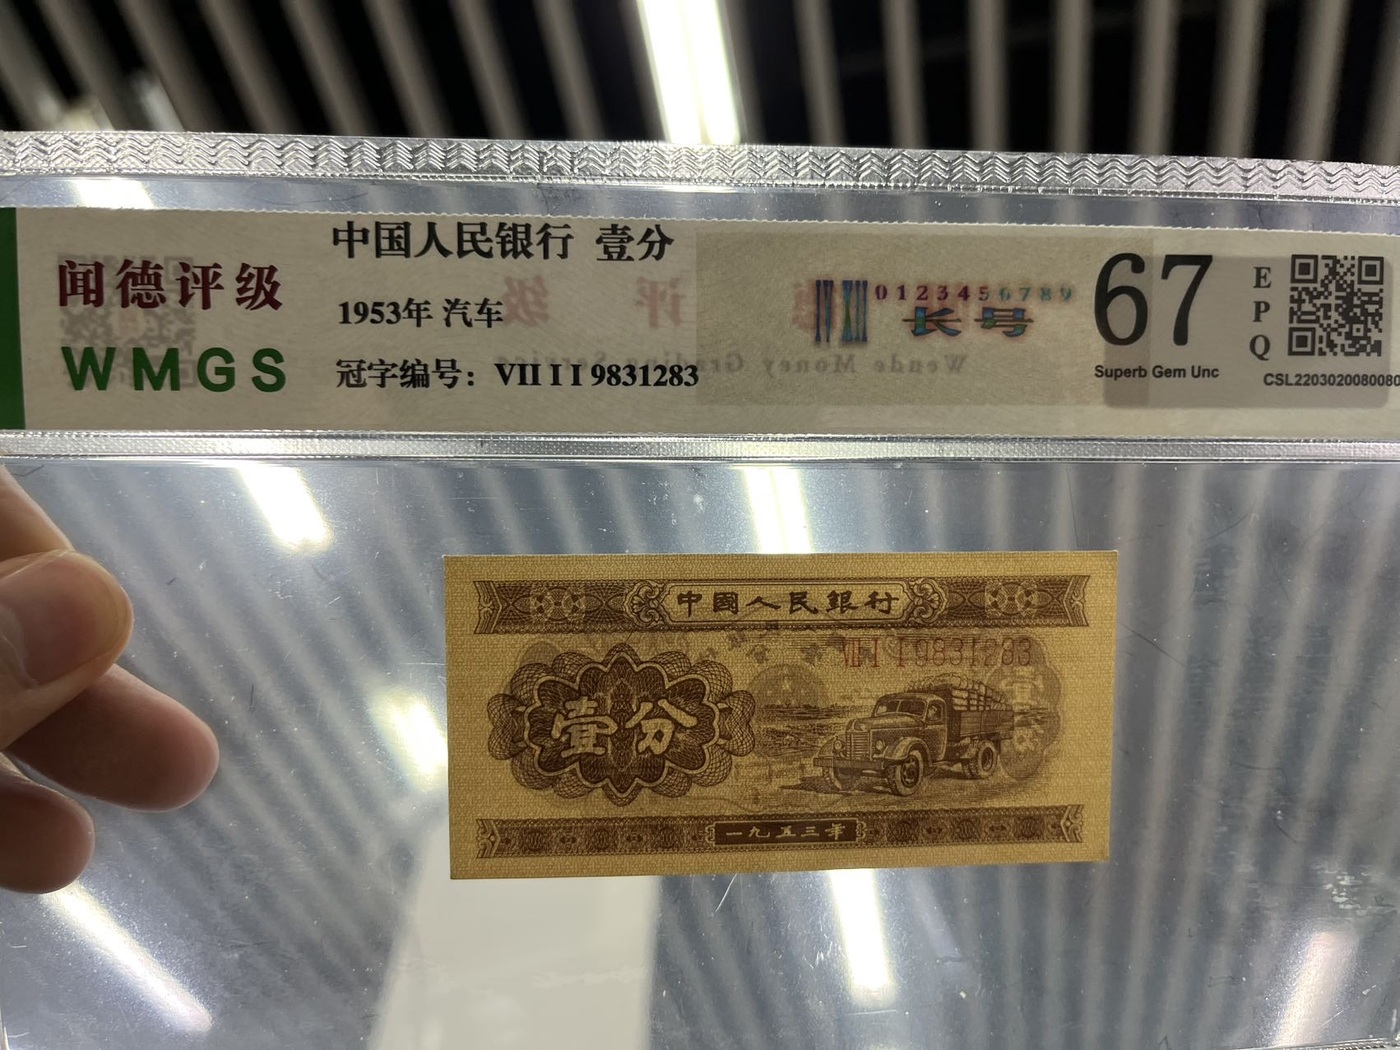 闻德评级
WMGS
中国人民银行 壹分
1953年 汽车
冠字编号：VII I I 9831283
0123456789
长号
67
EPQ
Superb Gem Unc
CSL2203020080080
中國人民銀行
VII I I 9831283
壹分
一九五三年